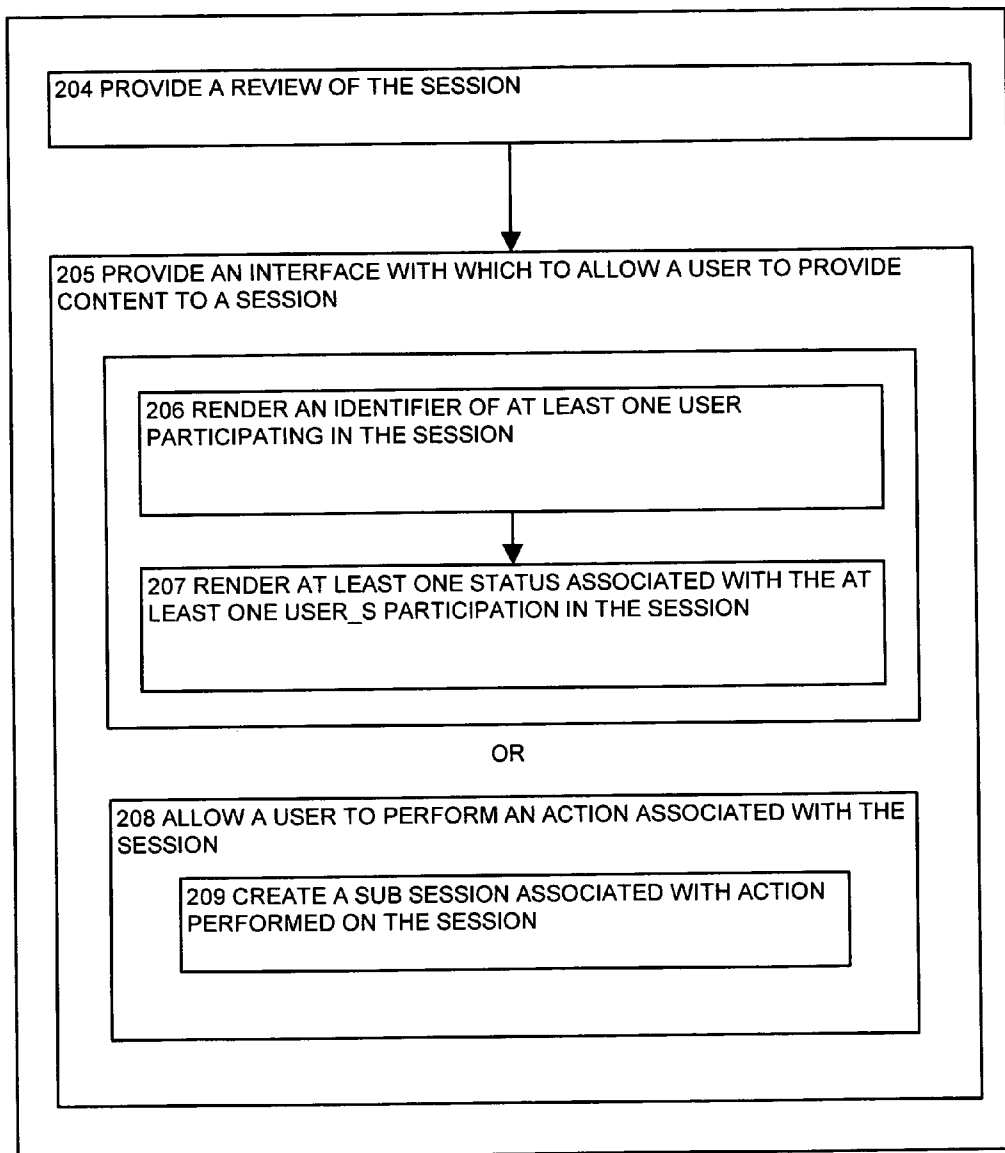 204 PROVIDE A REVIEW OF THE SESSION
205 PROVIDE AN INTERFACE WITH WHICH TO ALLOW A USER TO PROVIDE
CONTENT TO A SESSION
206 RENDER AN IDENTIFIER OF AT LEAST ONE USER
PARTICIPATING IN THE SESSION
207 RENDER AT LEAST ONE STATUS ASSOCIATED WITH THE AT
LEAST ONE USER_S PARTICIPATION IN THE SESSION
OR
208 ALLOW A USER TO PERFORM AN ACTION ASSOCIATED WITH THE
SESSION
209 CREATE A SUB SESSION ASSOCIATED WITH ACTION
PERFORMED ON THE SESSION